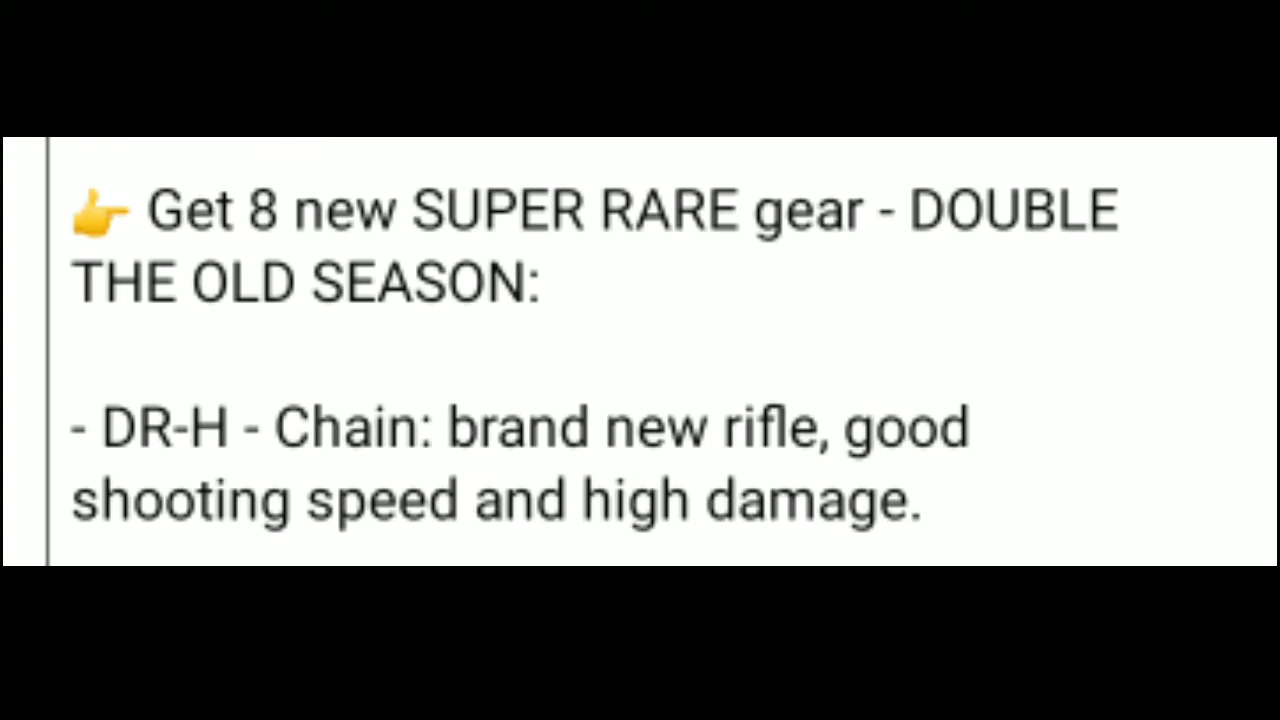 👉 Get 8 new SUPER RARE gear - DOUBLE
THE OLD SEASON:
- DR-H - Chain: brand new rifle, good
shooting speed and high damage.